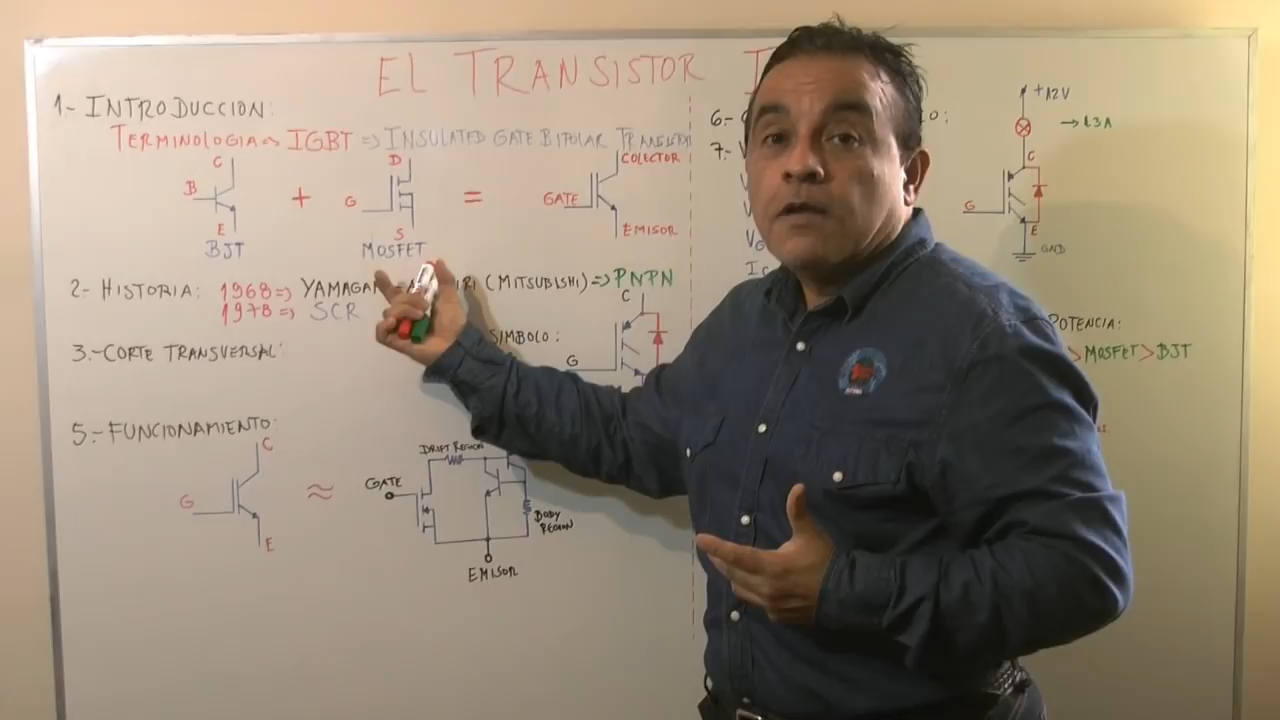 EL TRANSISTOR
1- INTRODUCCION:
TERMINOLOGIA => IGBT => INSULATED GATE BIPOLAR TRANSISTOR
C
B
E
BJT
+
D
G
S
MOSFET
=
COLECTOR
GATE
EMISOR
2- HISTORIA: 1968=> (MITSUBISHI) => PNPN
1978=> SCR
3.-CORTE TRANSVERSAL:
SIMBOLO:
C
G
5.- FUNCIONAMIENTO:
C
G
E
≈
DRIFT REGION
GATE
BODY REGION
EMISOR
6.-
7.-
+12V
C
G
E
GND
POTENCIA:
> MOSFET > BJT